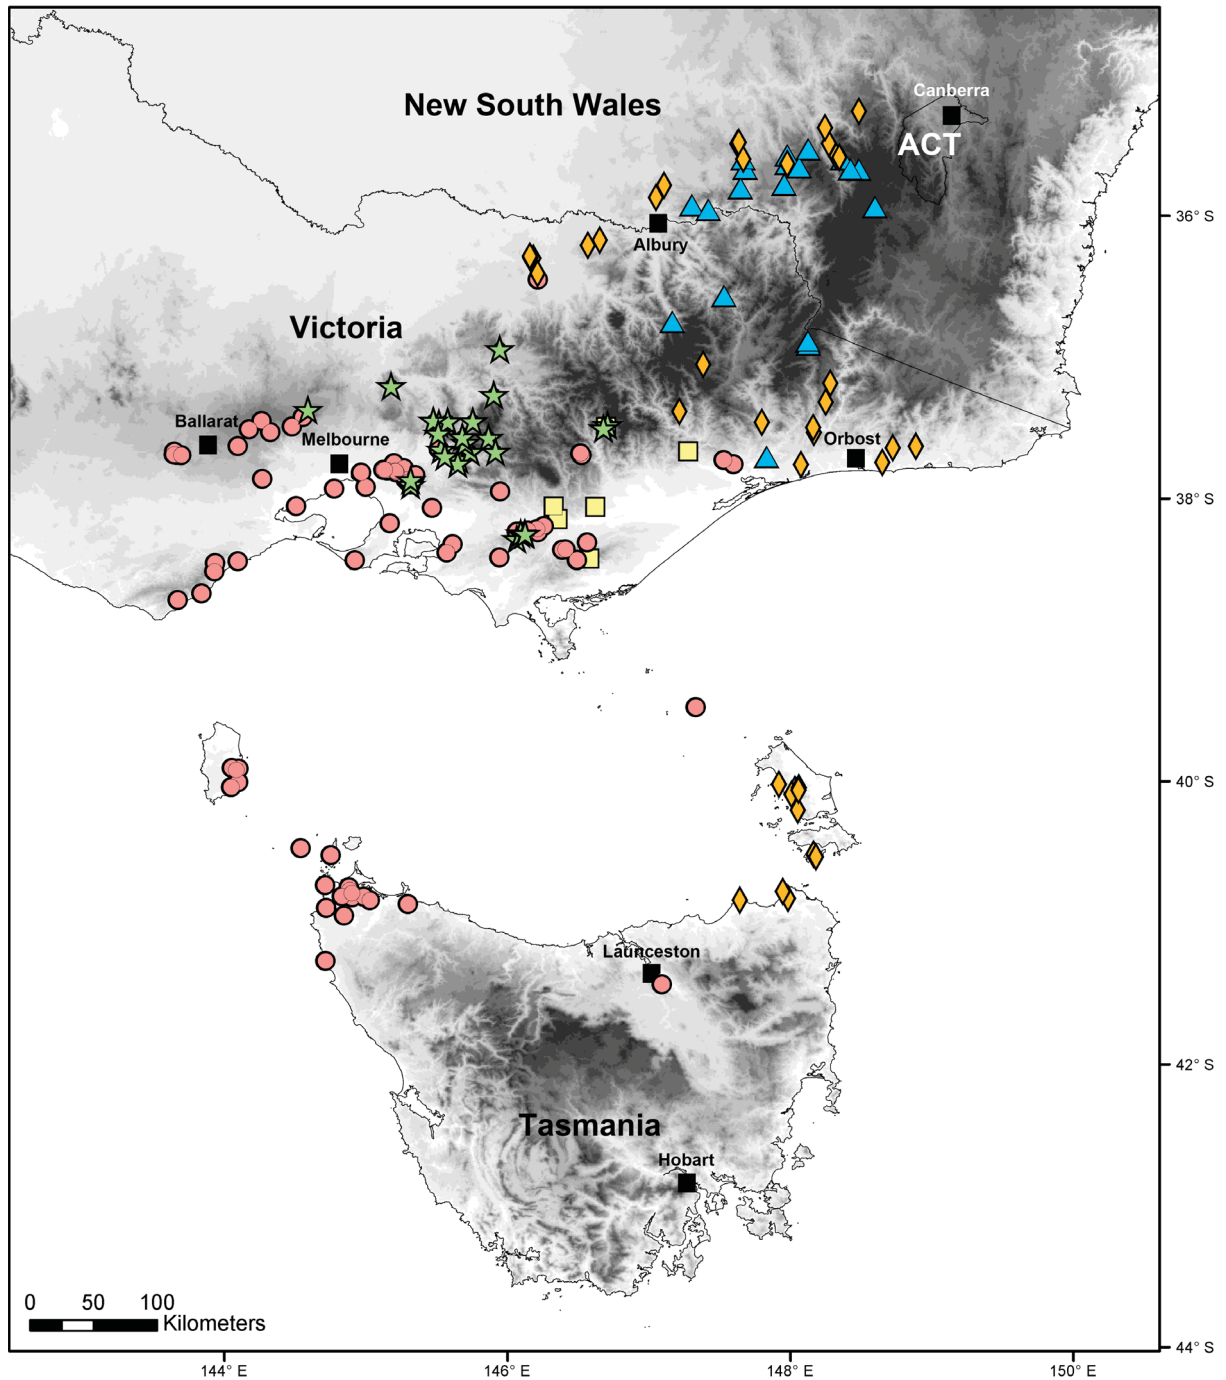 Canberra
New South Wales
ACT
36° S
Albury
Victoria
Ballarat
Melbourne
Orbost
38° S
40° S
Launceston
42° S
Tasmania
Hobart
0 50 100
Kilometers
44° S
144° E 146° E 148° E 150° E